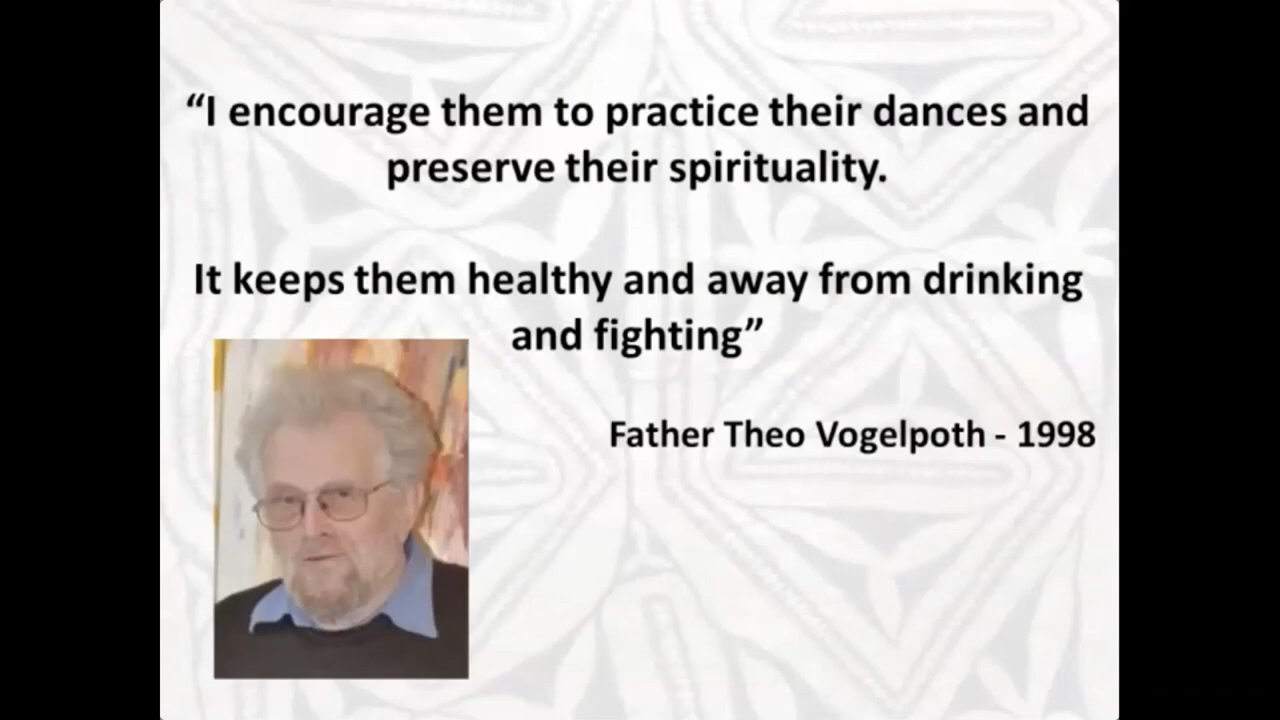 “I encourage them to practice their dances and
preserve their spirituality.
It keeps them healthy and away from drinking
and fighting”
Father Theo Vogelpoth - 1998